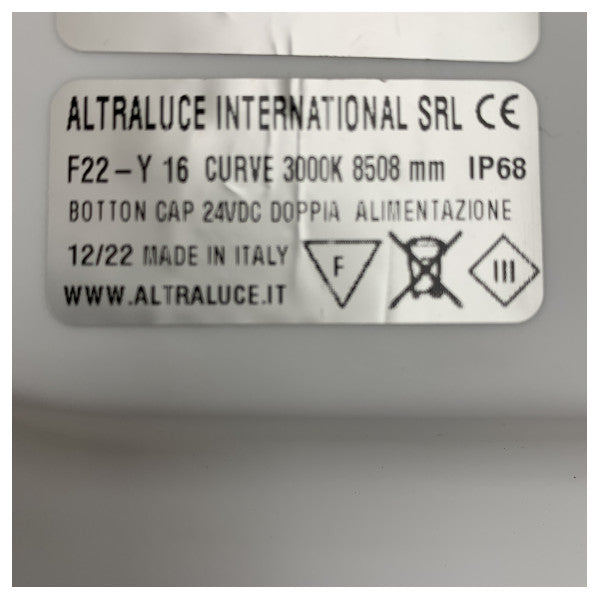 ALTRALUCE INTERNATIONAL SRL CE
F22-Y 16 CURVE 3000K 8508 mm IP68
BOTTON CAP 24VDC DOPPIA ALIMENTAZIONE
12/22 MADE IN ITALY F III
WWW.ALTRALUCE.IT